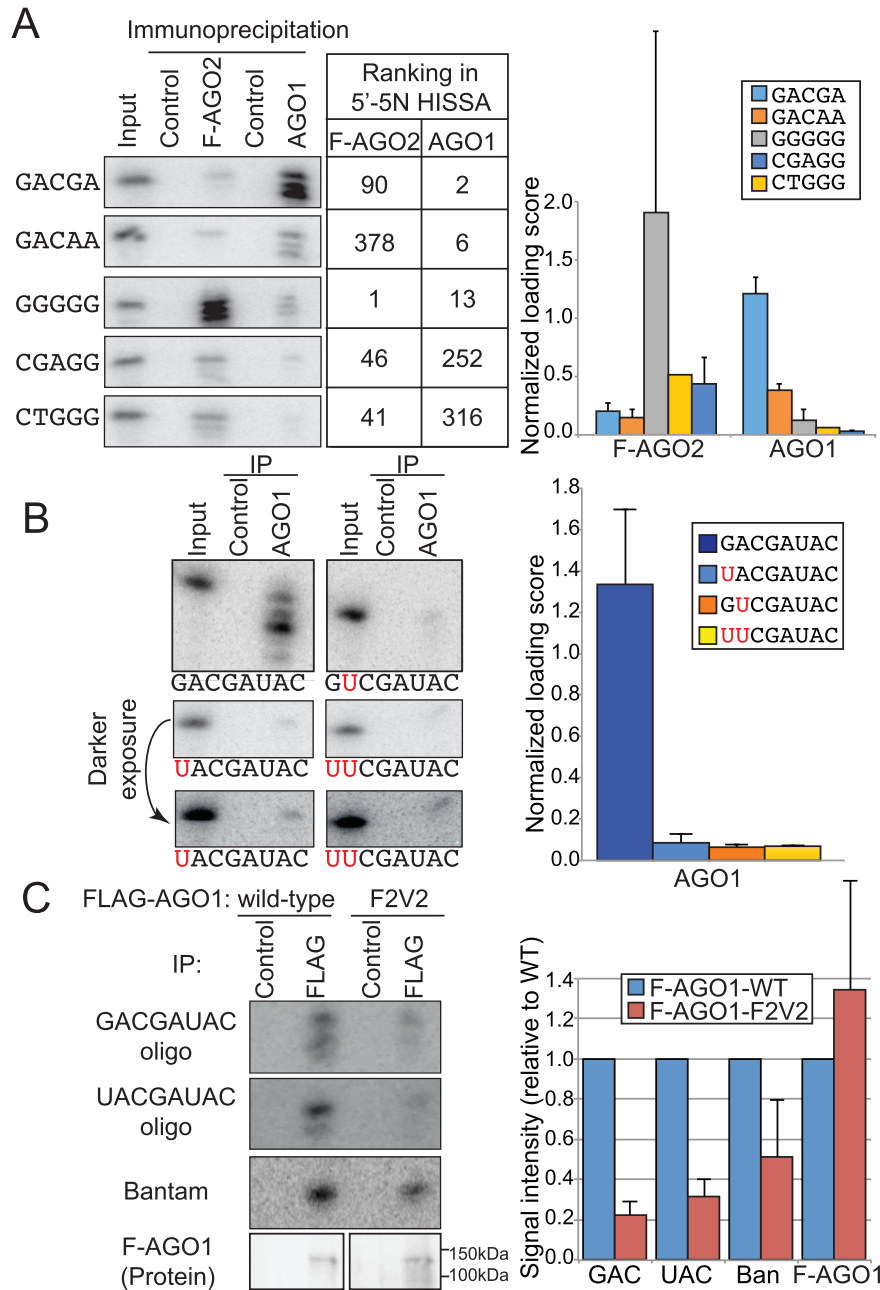 A
Immunoprecipitation
Input
Control
F-AGO2
Control
AGO1
Ranking in
5'-5N HISSA
F-AGO2 AGO1
GACGA 90 2
GACAA 378 6
GGGGG 1 13
CGAGG 46 252
CTGGG 41 316
Normalized loading score
2.0
1.5
1.0
0.5
0.0
F-AGO2 AGO1
GACGA
GACAA
GGGGG
CGAGG
CTGGG
B
IP IP
Input
Control
AGO1
Input
Control
AGO1
GACGAUAC GUCGAUAC
Darker
exposure
UACGAUAC UUCGAUAC
UACGAUAC UUCGAUAC
Normalized loading score
1.8
1.6
1.4
1.2
1.0
0.8
0.6
0.4
0.2
0.0
AGO1
GACGAUAC
UACGAUAC
GUCGAUAC
UUCGAUAC
C
FLAG-AGO1: wild-type F2V2
IP:
Control
FLAG
Control
FLAG
GACGAUAC
oligo
UACGAUAC
oligo
Bantam
F-AGO1
(Protein)
150kDa
100kDa
Signal intensity (relative to WT)
1.4
1.2
1.0
0.8
0.6
0.4
0.2
0.0
GAC UAC Ban F-AGO1
F-AGO1-WT
F-AGO1-F2V2